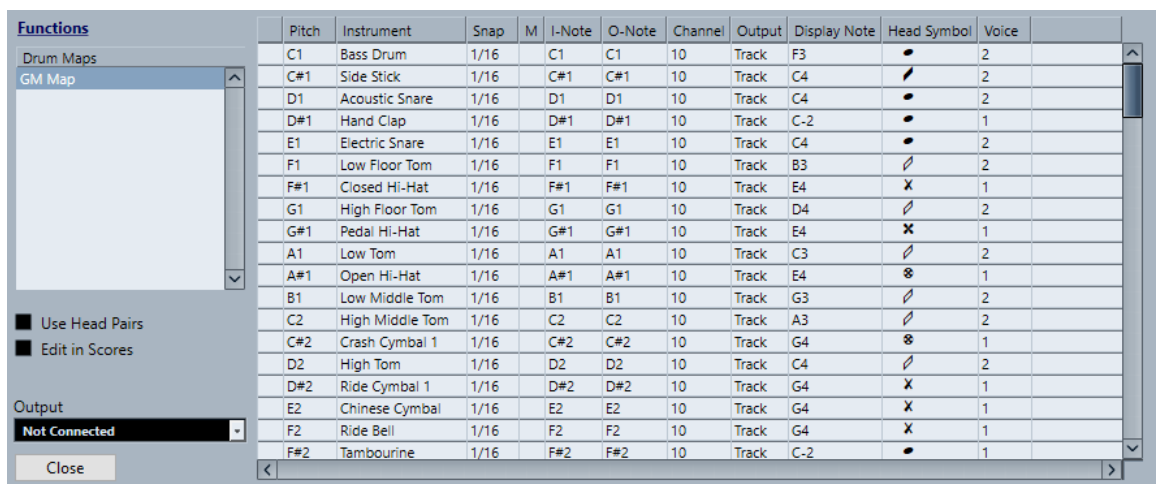 Functions
Drum Maps
GM Map
Use Head Pairs
Edit in Scores
Output
Not Connected
Close
Pitch Instrument Snap M I-Note O-Note Channel Output Display Note Head Symbol Voice
C1 Bass Drum 1/16 C1 C1 10 Track F3 2
C#1 Side Stick 1/16 C#1 C#1 10 Track C4 2
D1 Acoustic Snare 1/16 D1 D1 10 Track C4 2
D#1 Hand Clap 1/16 D#1 D#1 10 Track C-2 1
E1 Electric Snare 1/16 E1 E1 10 Track C4 2
F1 Low Floor Tom 1/16 F1 F1 10 Track B3 2
F#1 Closed Hi-Hat 1/16 F#1 F#1 10 Track E4 1
G1 High Floor Tom 1/16 G1 G1 10 Track D4 2
G#1 Pedal Hi-Hat 1/16 G#1 G#1 10 Track E4 1
A1 Low Tom 1/16 A1 A1 10 Track C3 2
A#1 Open Hi-Hat 1/16 A#1 A#1 10 Track E4 1
B1 Low Middle Tom 1/16 B1 B1 10 Track G3 2
C2 High Middle Tom 1/16 C2 C2 10 Track A3 2
C#2 Crash Cymbal 1 1/16 C#2 C#2 10 Track G4 1
D2 High Tom 1/16 D2 D2 10 Track C4 2
D#2 Ride Cymbal 1 1/16 D#2 D#2 10 Track G4 1
E2 Chinese Cymbal 1/16 E2 E2 10 Track G4 1
F2 Ride Bell 1/16 F2 F2 10 Track G4 1
F#2 Tambourine 1/16 F#2 F#2 10 Track C-2 1